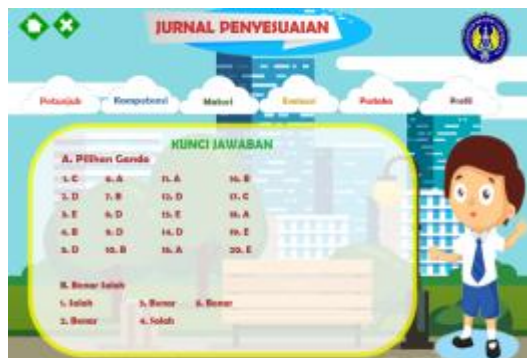 JURNAL PENYESUAIAN
Petunjuk Kompetensi Materi Evaluasi Pustaka Profil
KUNCI JAWABAN
A. Pilihan Ganda
1. C 6. A 11. A 16. B
2. D 7. B 12. D 17. C
3. E 8. D 13. E 18. A
4. B 9. D 14. D 19. E
5. D 10. B 15. A 20. E
B. Benar Salah
1. Salah 3. Benar 5. Benar
2. Benar 4. Salah